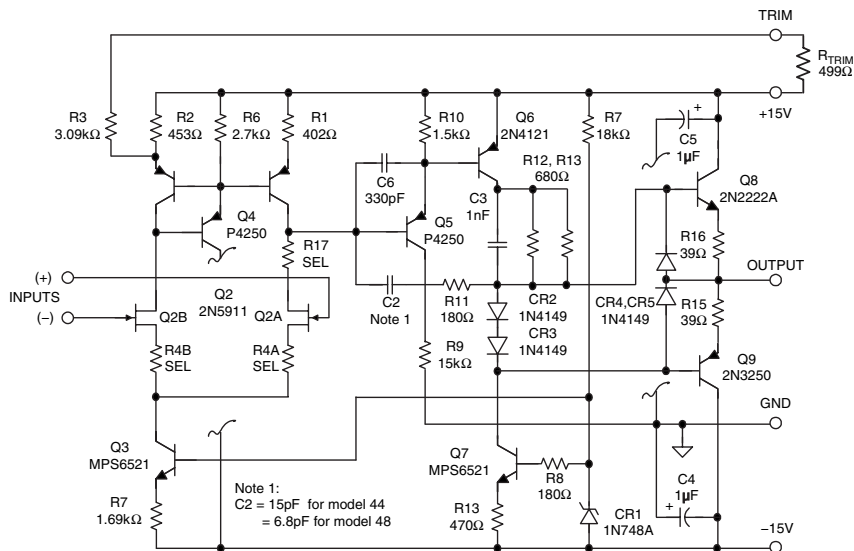 TRIM
R_TRIM
499Ω
+15V
R3
3.09kΩ
R2
453Ω
R6
2.7kΩ
R1
402Ω
R10
1.5kΩ
Q6
2N4121
R7
18kΩ
C5
1µF
+
R12, R13
680Ω
C6
330pF
C3
1nF
Q8
2N2222A
Q4
P4250
Q5
P4250
R17
SEL
R16
39Ω
(+)
INPUTS
(–)
Q2
2N5911
Q2B
Q2A
C2
Note 1
R11
180Ω
CR2
1N4149
CR3
1N4149
CR4,CR5
1N4149
OUTPUT
R15
39Ω
R4B
SEL
R4A
SEL
R9
15kΩ
Q9
2N3250
GND
Q3
MPS6521
Q7
MPS6521
R8
180Ω
C4
1µF
+
R7
1.69kΩ
Note 1:
C2 = 15pF for model 44
= 6.8pF for model 48
R13
470Ω
CR1
1N748A
–15V